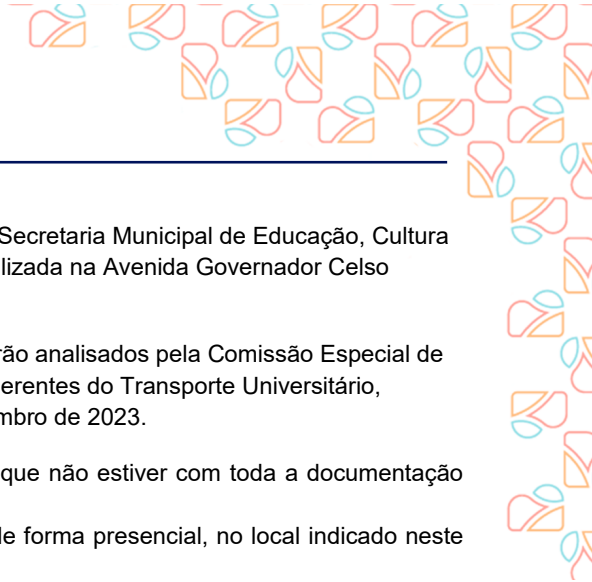 Secretaria Municipal de Educação, Cultura
lizada na Avenida Governador Celso
rão analisados pela Comissão Especial de
erentes do Transporte Universitário,
mbro de 2023.
que não estiver com toda a documentação
de forma presencial, no local indicado neste